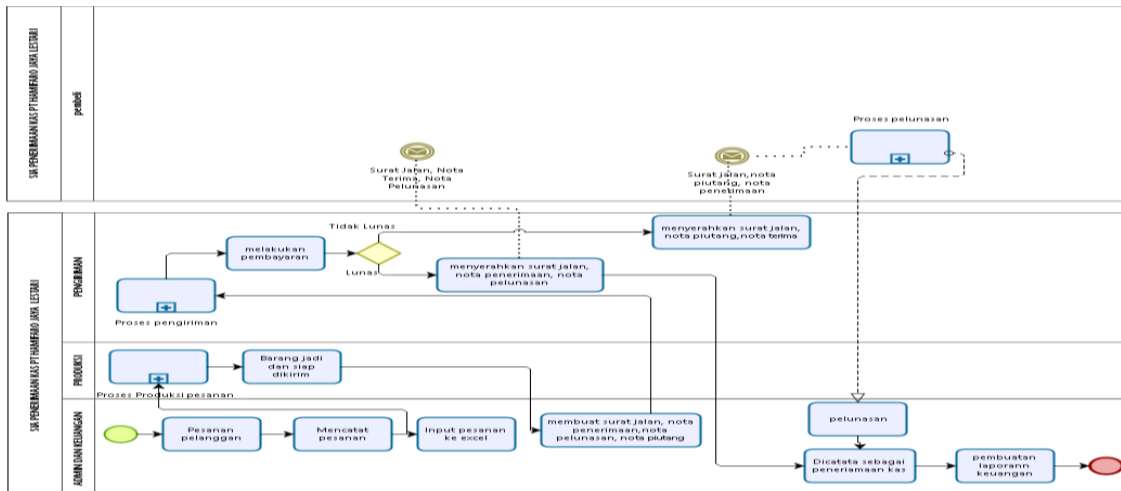 SIA PENERIMAAN KAS PT HAMIFARO JAYA LESTARI
pembeli
Proses pelunasan
Surat Jalan, Nota
Terima, Nota
Pelunasan
Surat jalan,nota
piutang, nota
penerimaan
SIA PENERIMAAN KAS PT HAMIFARO JAYA LESTARI
PENGIRIMAN
Tidak Lunas
melakukan
pembayaran
Lunas
menyerahkan surat jalan,
nota piutang,nota terima
menyerahkan surat jalan,
nota penerimaan, nota
pelunasan
Proses pengiriman
PRODUKSI
Barang jadi
dan siap
dikirim
Proses Produksi pesanan
ADMIN DAN KEUANGAN
Pesanan
pelanggan
Mencatat
pesanan
Input pesanan
ke excel
membuat surat jalan, nota
penerimaan,nota
pelunasan, nota piutang
pelunasan
Dicatata sebagai
peneriamaan kas
pembuatan
laporann
keuangan